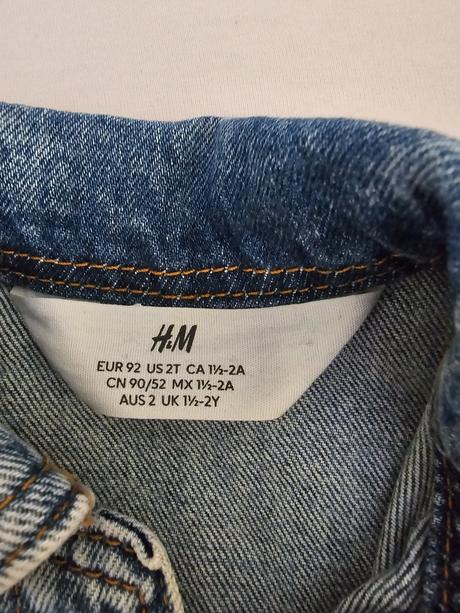 H&M
EUR 92 US 2T CA 1½-2A
CN 90/52 MX 1½-2A
AUS 2 UK 1½-2Y